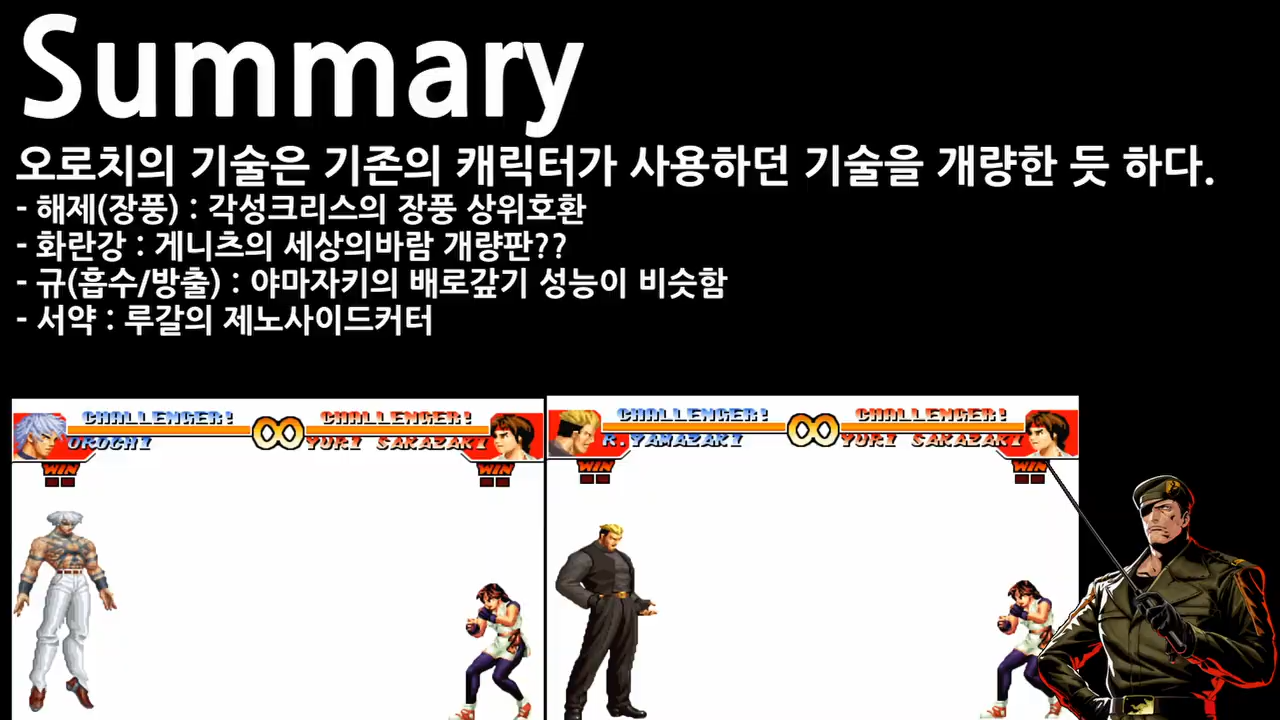 Summary
오로치의 기술은 기존의 캐릭터가 사용하던 기술을 개량한 듯 하다.
- 해제(장풍) : 각성크리스의 장풍 상위호환
- 화란강 : 게니츠의 세상의바람 개량판??
- 규(흡수/방출) : 야마자키의 배로갚기 성능이 비슷함
- 서약 : 루갈의 제노사이드커터
CHALLENGER! CHALLENGER! CHALLENGER! CHALLENGER!
OROCHI YURI SAKAZAKI R.YAMAZAKI YURI SAKAZAKI
WIN WIN WIN WIN